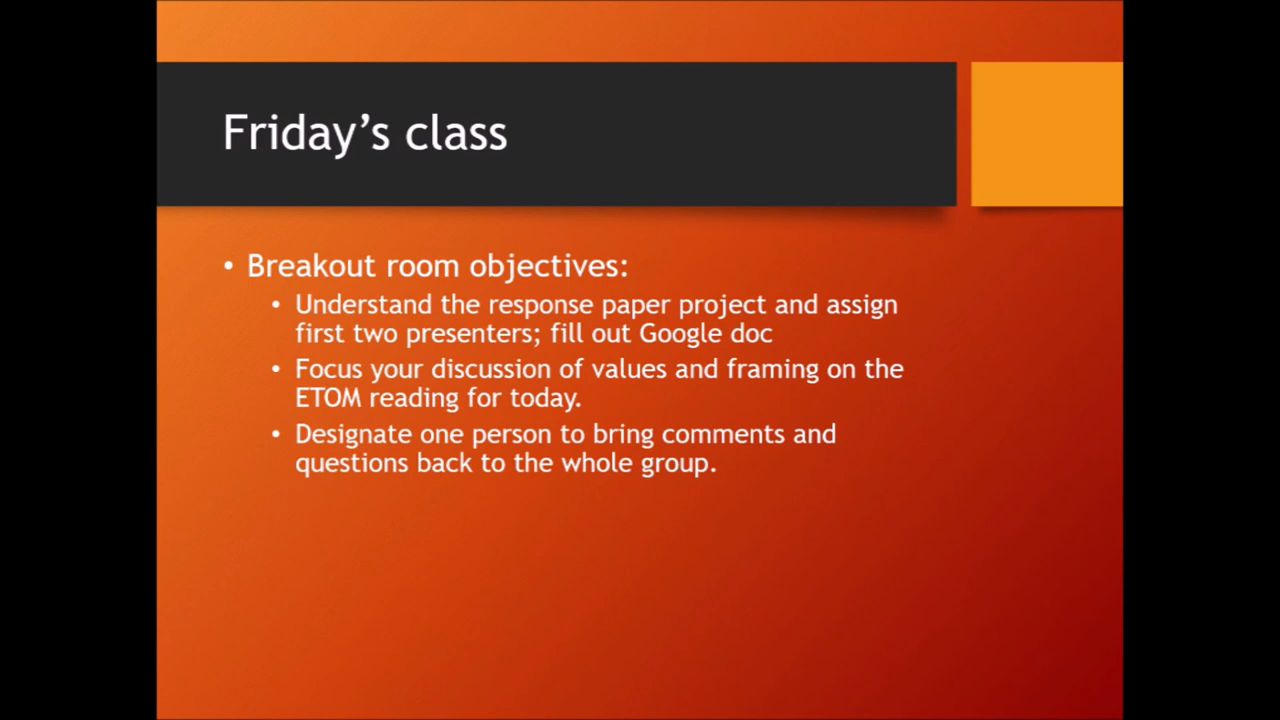 Friday’s class
• Breakout room objectives:
• Understand the response paper project and assign
first two presenters; fill out Google doc
• Focus your discussion of values and framing on the
ETOM reading for today.
• Designate one person to bring comments and
questions back to the whole group.